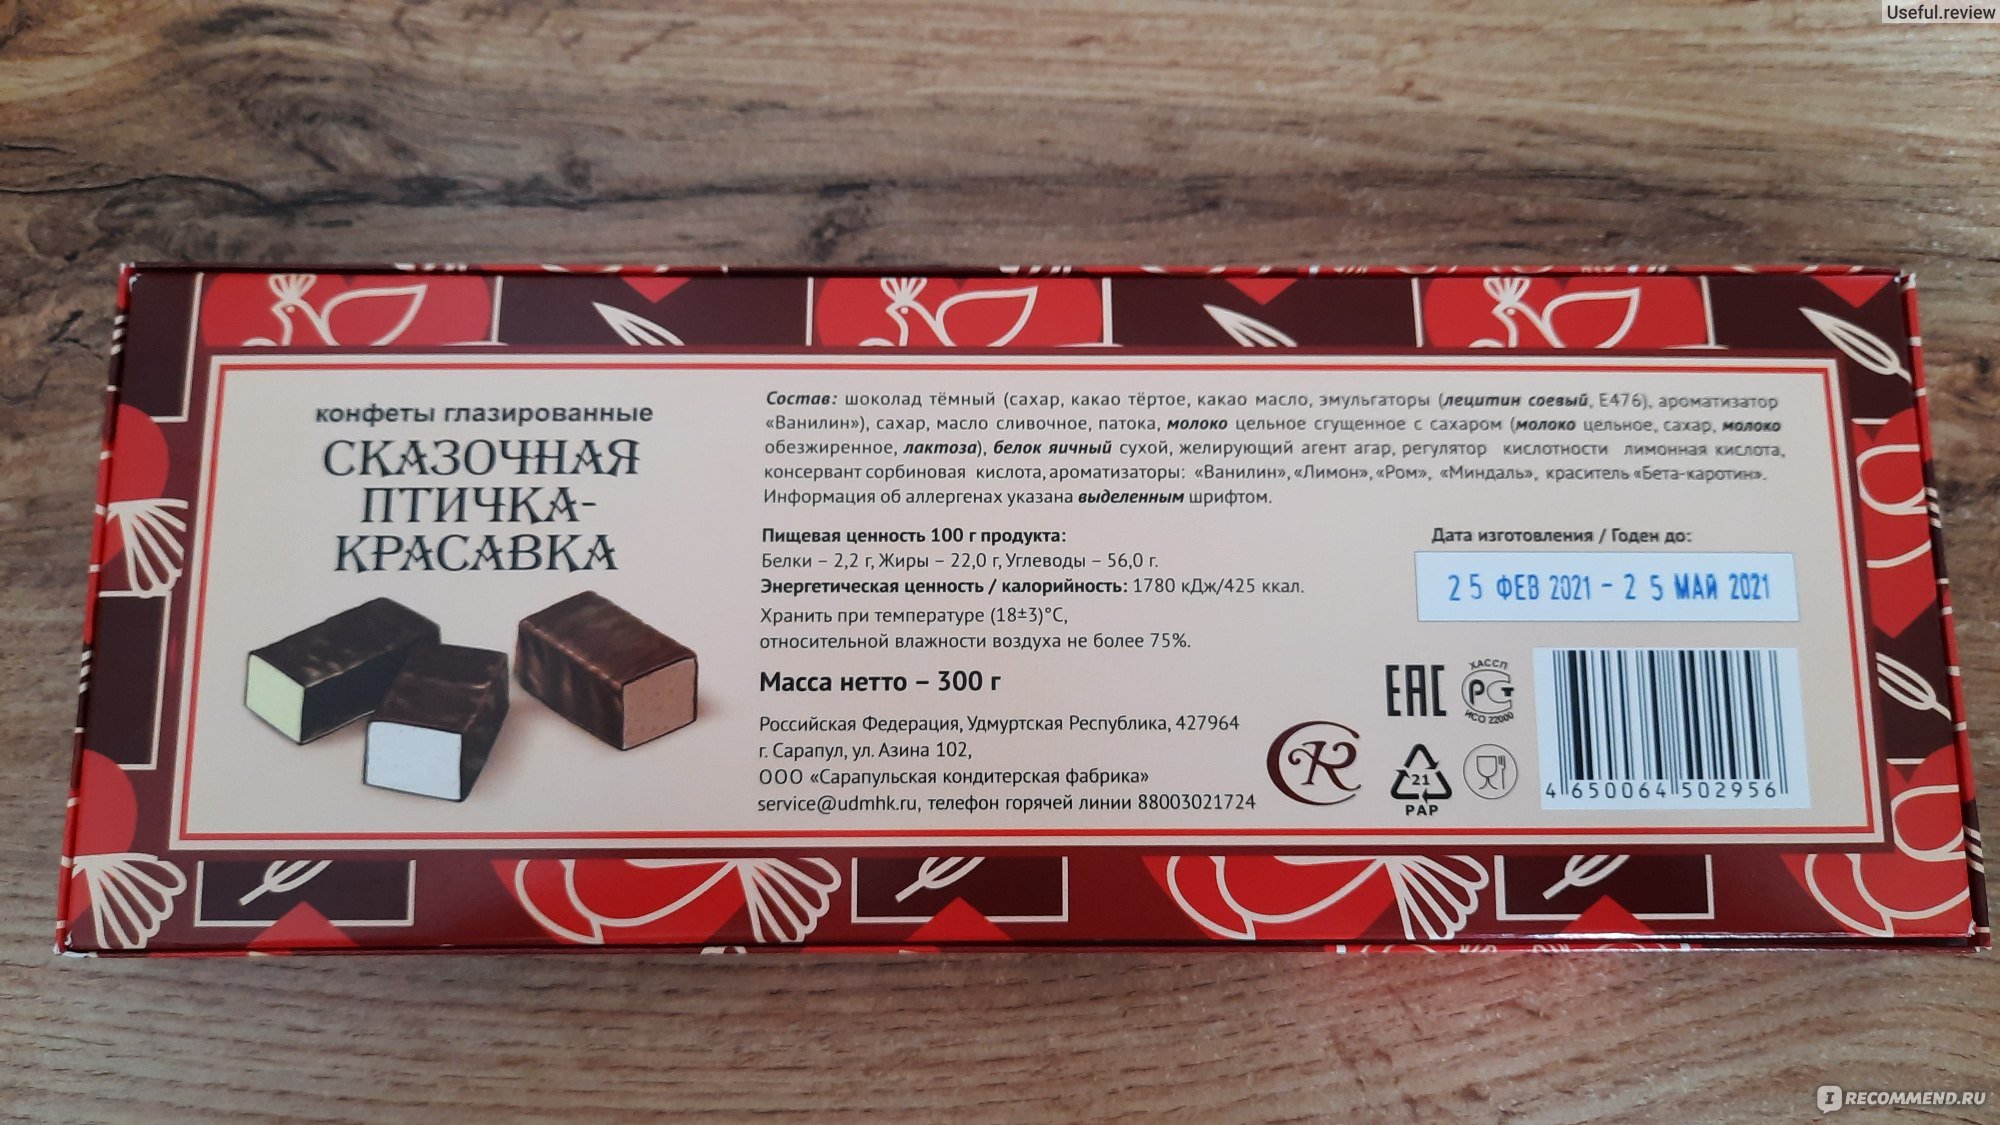 Useful.review
конфеты глазированные
СКАЗОЧНАЯ
ПТИЧКА-
КРАСАВКА
Состав: шоколад тёмный (сахар, какао тёртое, какао масло, эмульгаторы (лецитин соевый, Е476), ароматизатор
«Ванилин»), сахар, масло сливочное, патока, молоко цельное сгущенное с сахаром (молоко цельное, сахар, молоко
обезжиренное, лактоза), белок яичный сухой, желирующий агент агар, регулятор кислотности лимонная кислота,
консервант сорбиновая кислота, ароматизаторы: «Ванилин», «Лимон», «Ром», «Миндаль», краситель «Бета-каротин».
Информация об аллергенах указана выделенным шрифтом.
Пищевая ценность 100 г продукта:
Белки – 2,2 г, Жиры – 22,0 г, Углеводы – 56,0 г.
Энергетическая ценность / калорийность: 1780 кДж/425 ккал.
Хранить при температуре (18±3)°С,
относительной влажности воздуха не более 75%.
Масса нетто – 300 г
Российская Федерация, Удмуртская Республика, 427964
г. Сарапул, ул. Азина 102,
ООО «Сарапульская кондитерская фабрика»
service@udmhk.ru, телефон горячей линии 88003021724
Дата изготовления / Годен до:
25 ФЕВ 2021 - 25 МАЙ 2021
ЕАС
ХАССП
РСТ
ИСО 22000
21
PAP
4 650064 502956
I RECOMMEND.RU